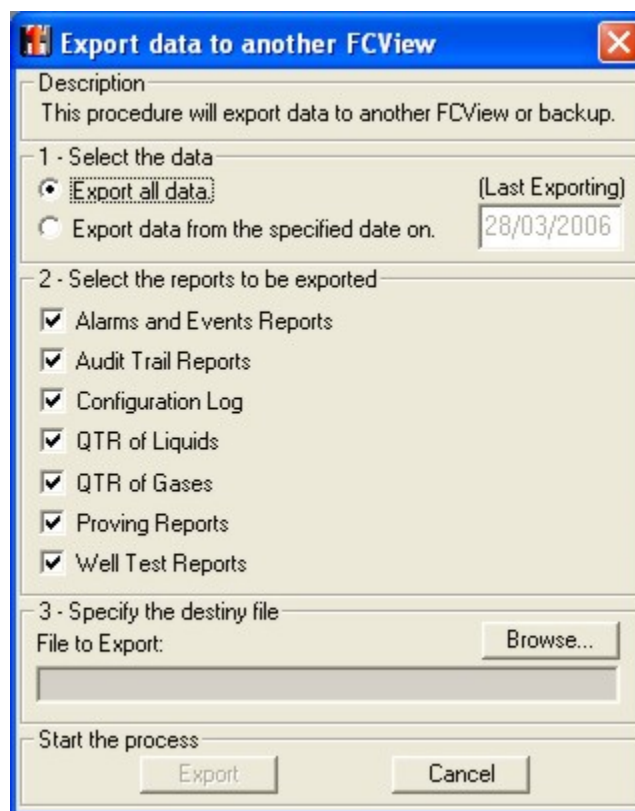 Export data to another FCView
Description
This procedure will export data to another FCView or backup.
1 - Select the data
Export all data.
(Last Exporting)
Export data from the specified date on.
28/03/2006
2 - Select the reports to be exported
Alarms and Events Reports
Audit Trail Reports
Configuration Log
QTR of Liquids
QTR of Gases
Proving Reports
Well Test Reports
3 - Specify the destiny file
File to Export:
Browse...
Start the process
Export
Cancel